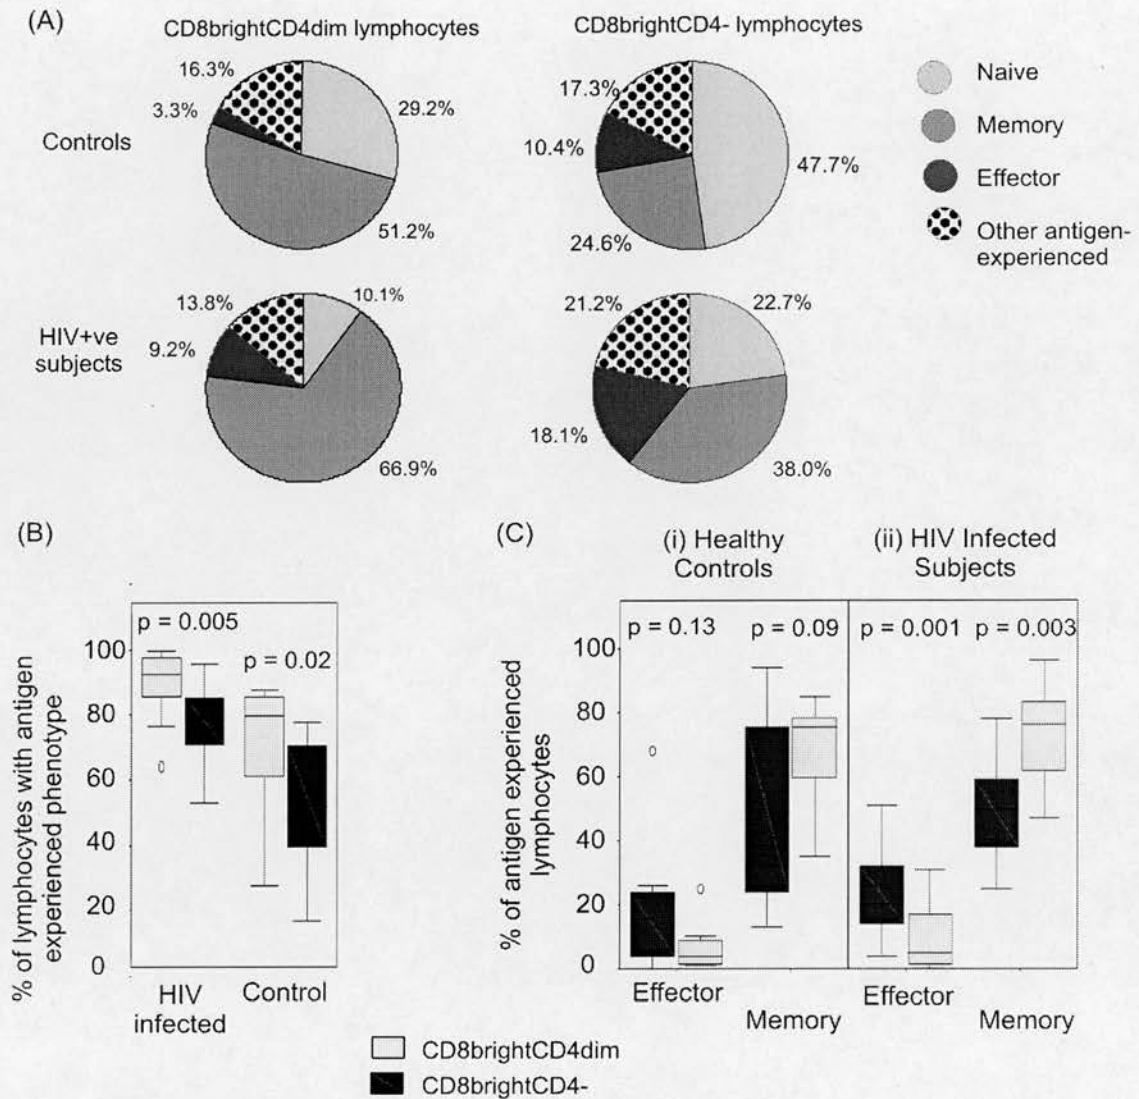 (A)
CD8brightCD4dim lymphocytes
CD8brightCD4- lymphocytes
Controls
16.3%
3.3%
29.2%
51.2%
17.3%
10.4%
47.7%
24.6%
Naive
Memory
Effector
Other antigen-
experienced
HIV+ve
subjects
13.8%
10.1%
9.2%
66.9%
21.2%
22.7%
18.1%
38.0%
(B)
% of lymphocytes with antigen
experienced phenotype
p = 0.005
p = 0.02
100
80
60
40
20
0
HIV
infected
Control
(C)
(i) Healthy
Controls
(ii) HIV Infected
Subjects
% of antigen experienced
lymphocytes
p = 0.13
p = 0.09
p = 0.001
p = 0.003
100
80
60
40
20
0
Effector
Memory
Effector
Memory
CD8brightCD4dim
CD8brightCD4-